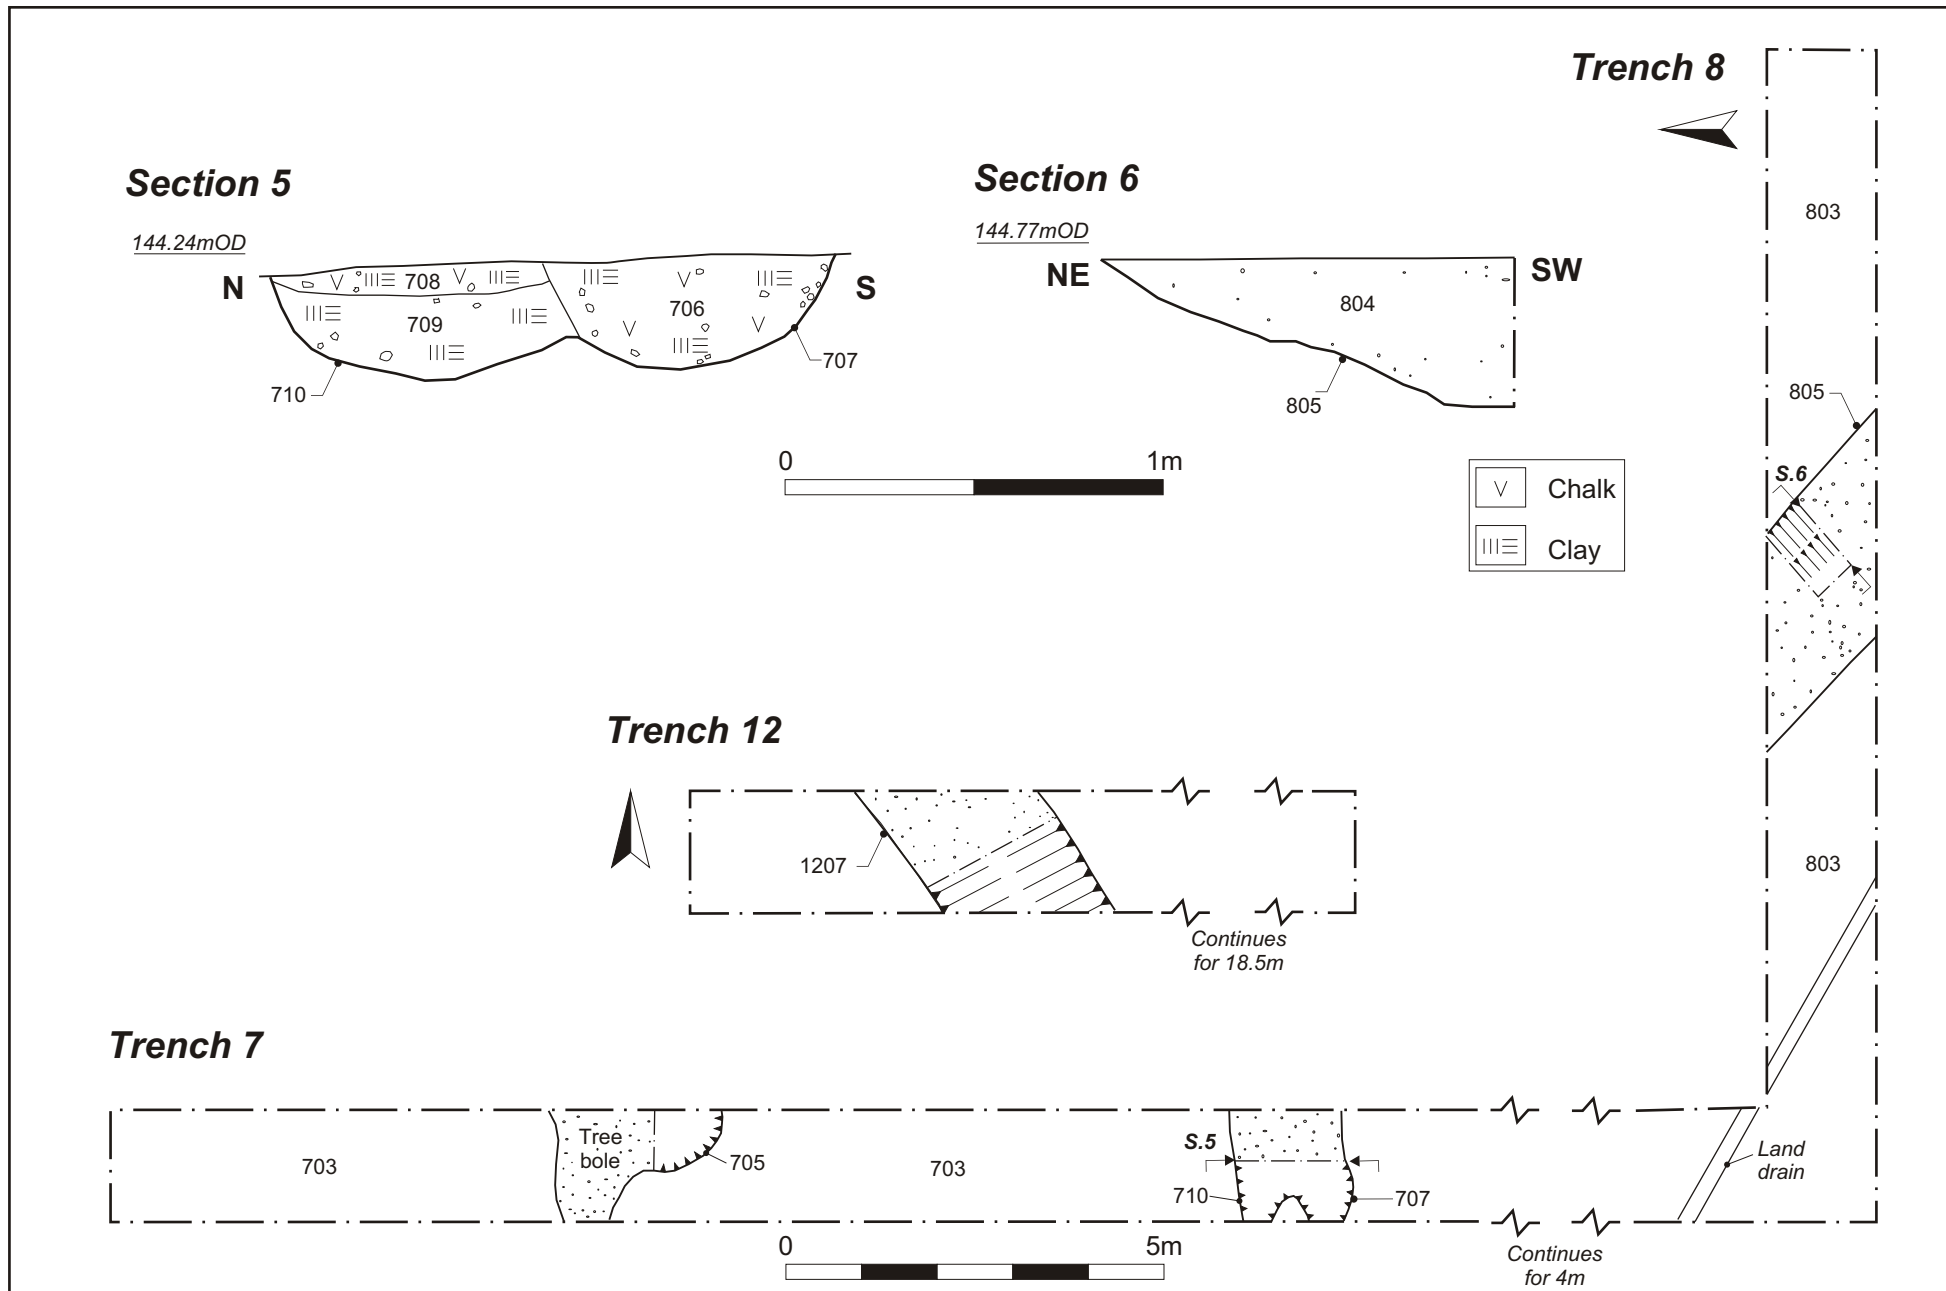 Trench 8
Section 5
144.24mOD
N
S
708
709
706
710
707
Section 6
144.77mOD
NE
SW
804
805
0
1m
Chalk
Clay
803
805
S.6
803
Trench 12
1207
Continues
for 18.5m
Trench 7
703
Tree
bole
705
703
S.5
710
707
Land
drain
Continues
for 4m
0
5m